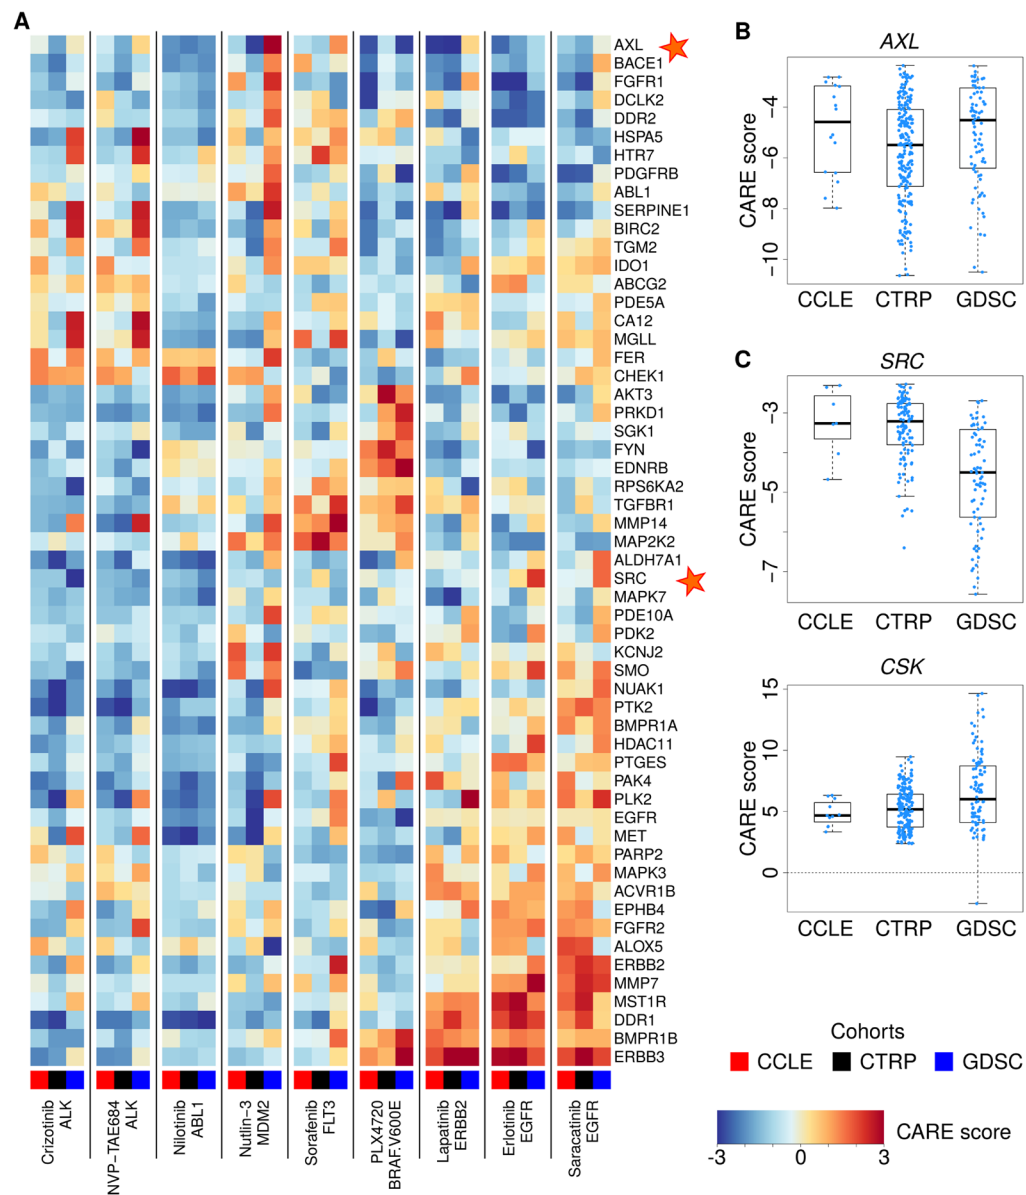 A
AXL
BACE1
FGFR1
DCLK2
DDR2
HSPA5
HTR7
PDGFRB
ABL1
SERPINE1
BIRC2
TGM2
IDO1
ABCG2
PDE5A
CA12
MGLL
FER
CHEK1
AKT3
PRKD1
SGK1
FYN
EDNRB
RPS6KA2
TGFBR1
MMP14
MAP2K2
ALDH7A1
SRC
MAPK7
PDE10A
PDK2
KCNJ2
SMO
NUAK1
PTK2
BMPR1A
HDAC11
PTGES
PAK4
PLK2
EGFR
MET
PARP2
MAPK3
ACVR1B
EPHB4
FGFR2
ALOX5
ERBB2
MMP7
MST1R
DDR1
BMPR1B
ERBB3
Crizotinib
ALK
NVP−TAE684
ALK
Nilotinib
ABL1
Nutlin−3
MDM2
Sorafenib
FLT3
PLX4720
BRAF.V600E
Lapatinib
ERBB2
Erlotinib
EGFR
Saracatinib
EGFR
B
AXL
CARE score
−4
−6
−8
−10
CCLE CTRP GDSC
C
SRC
CARE score
−3
−5
−7
CCLE CTRP GDSC
CSK
CARE score
15
10
5
0
CCLE CTRP GDSC
Cohorts
CCLE CTRP GDSC
CARE score
-3 0 3